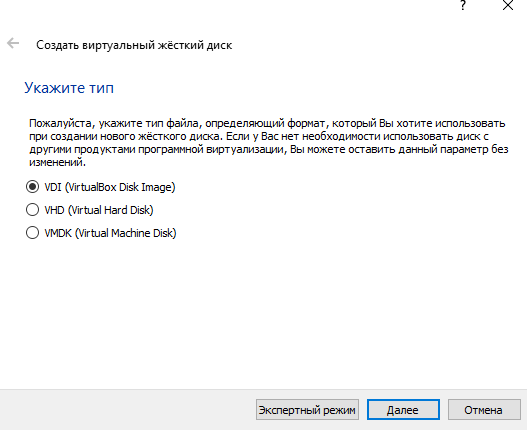 ?
Создать виртуальный жёсткий диск
Укажите тип
Пожалуйста, укажите тип файла, определяющий формат, который Вы хотите использовать
при создании нового жёсткого диска. Если у Вас нет необходимости использовать диск с
другими продуктами программной виртуализации, Вы можете оставить данный параметр без
изменений.
VDI (VirtualBox Disk Image)
VHD (Virtual Hard Disk)
VMDK (Virtual Machine Disk)
Экспертный режим Далее Отмена